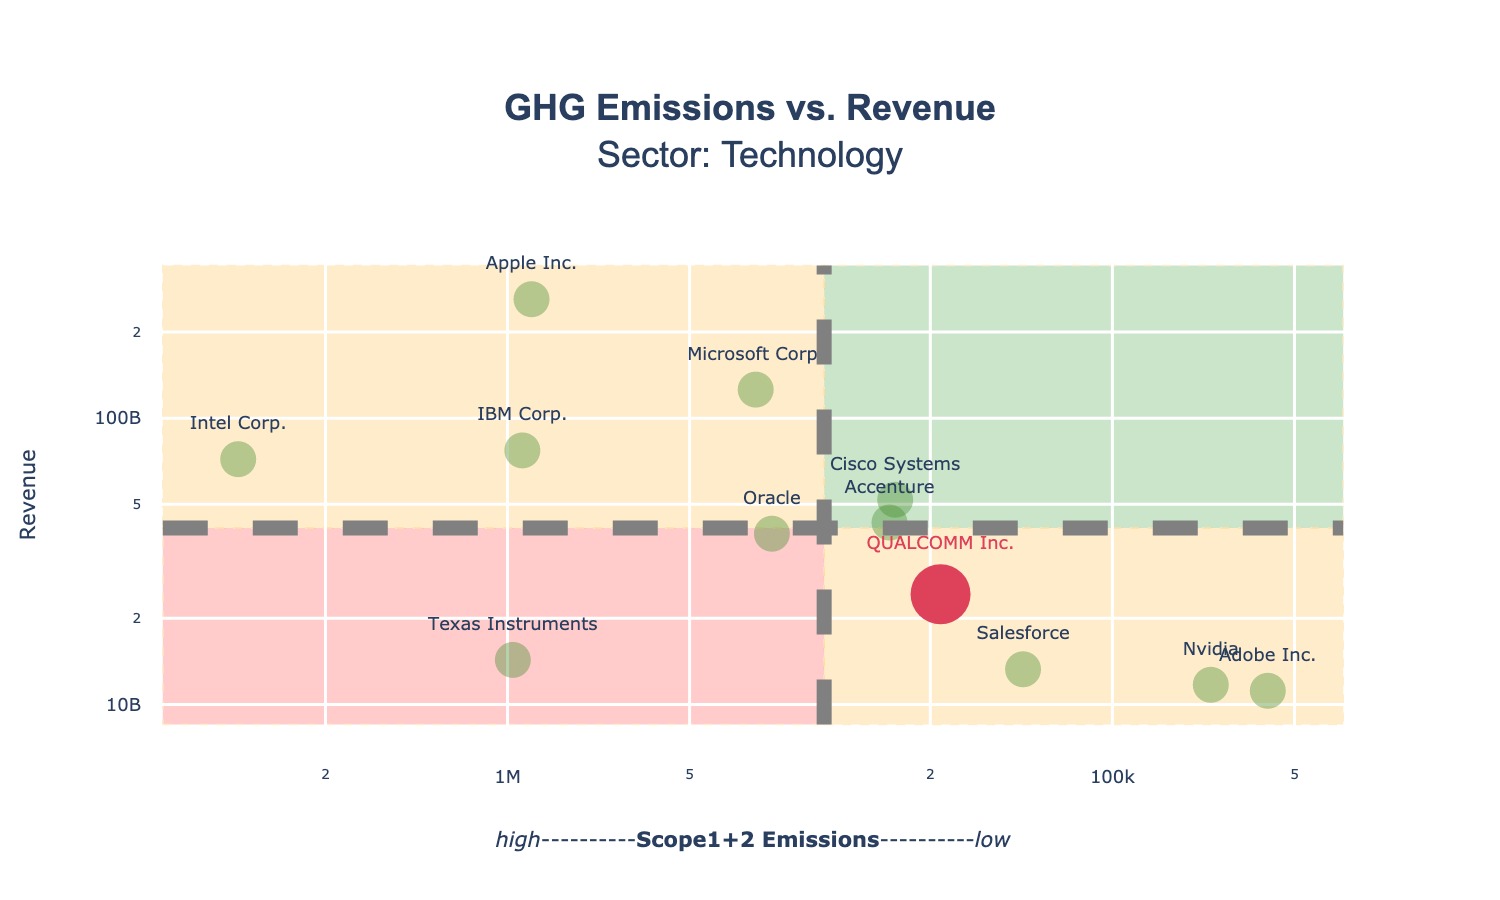 GHG Emissions vs. Revenue
Sector: Technology
Apple Inc.
2
Microsoft Corp
100B
IBM Corp.
Intel Corp.
Cisco Systems
Accenture
Oracle
5
Revenue
QUALCOMM Inc.
2
Texas Instruments
Salesforce
Nvidia
Adobe Inc.
10B
2
1M
5
2
100k
5
high----------Scope1+2 Emissions----------low